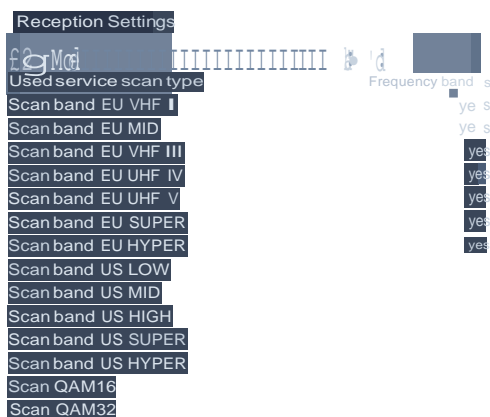 Reception Settings
Used service scan type Frequency band
Scan band EU VHF I yes
Scan band EU MID yes
Scan band EU VHF III yes
Scan band EU UHF IV yes
Scan band EU UHF V yes
Scan band EU SUPER yes
Scan band EU HYPER yes
Scan band US LOW
Scan band US MID
Scan band US HIGH
Scan band US SUPER
Scan band US HYPER
Scan QAM16
Scan QAM32